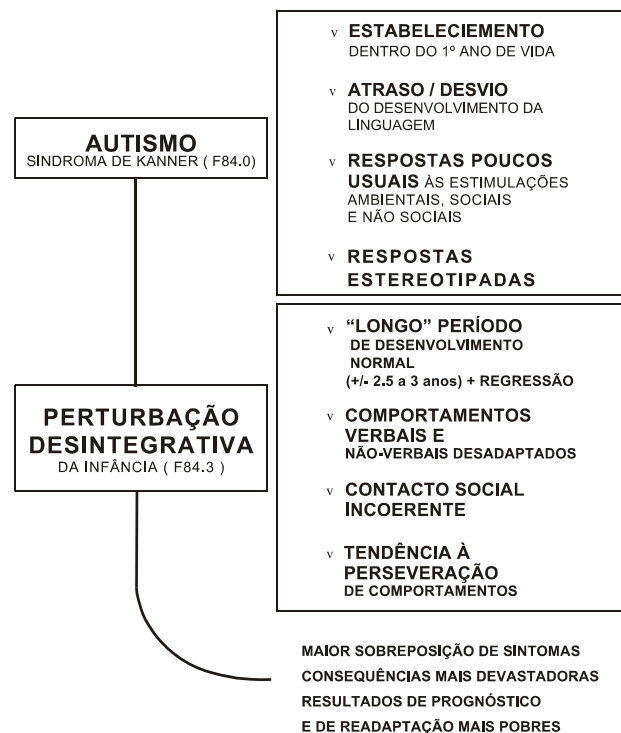 v ESTABELECIEMENTO
DENTRO DO 1º ANO DE VIDA
v ATRASO / DESVIO
DO DESENVOLVIMENTO DA
LINGUAGEM
v RESPOSTAS POUCOS
USUAIS ÀS ESTIMULAÇÕES
AMBIENTAIS, SOCIAIS
E NÃO SOCIAIS
v RESPOSTAS
ESTEREOTIPADAS
AUTISMO
SINDROMA DE KANNER ( F84.0)
v “LONGO” PERÍODO
DE DESENVOLVIMENTO
NORMAL
(+/- 2.5 a 3 anos) + REGRESSÃO
v COMPORTAMENTOS
VERBAIS E
NÃO-VERBAIS DESADAPTADOS
v CONTACTO SOCIAL
INCOERENTE
v TENDÊNCIA À
PERSEVERAÇÃO
DE COMPORTAMENTOS
PERTURBAÇÃO
DESINTEGRATIVA
DA INFÂNCIA ( F84.3 )
MAIOR SOBREPOSIÇÃO DE SINTOMAS
CONSEQUÊNCIAS MAIS DEVASTADORAS
RESULTADOS DE PROGNÓSTICO
E DE READAPTAÇÃO MAIS POBRES